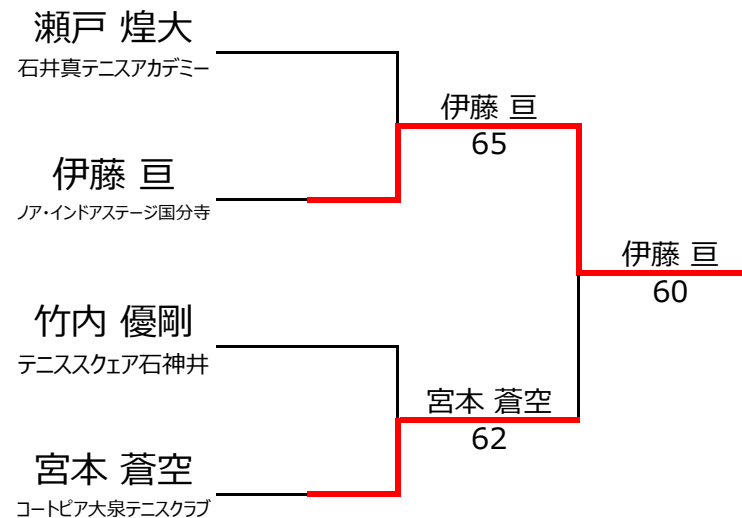 瀬戸 煌大
石井真テニスアカデミー
伊藤 亘
65
伊藤 亘
ノア・インドアステージ国分寺
伊藤 亘
60
竹内 優剛
テニススクェア石神井
宮本 蒼空
62
宮本 蒼空
コートピア大泉テニスクラブ